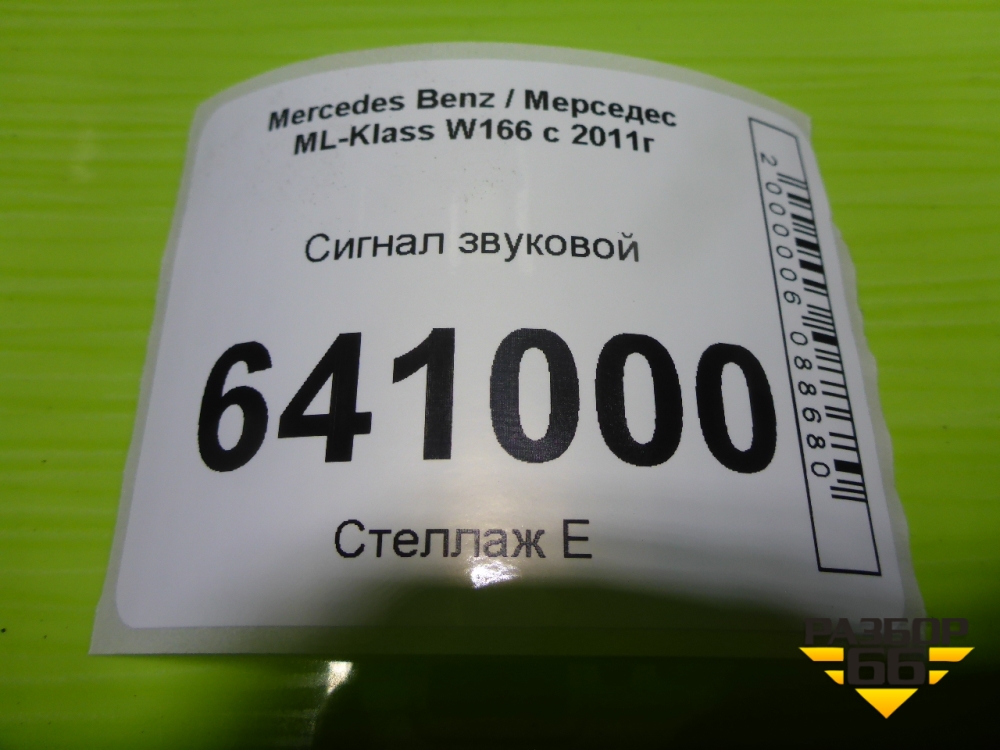 Mercedes Benz / Мерседес
ML-Klass W166 с 2011г
Сигнал звуковой
641000
Стеллаж Е
2000006088680
РАЗБОР
66